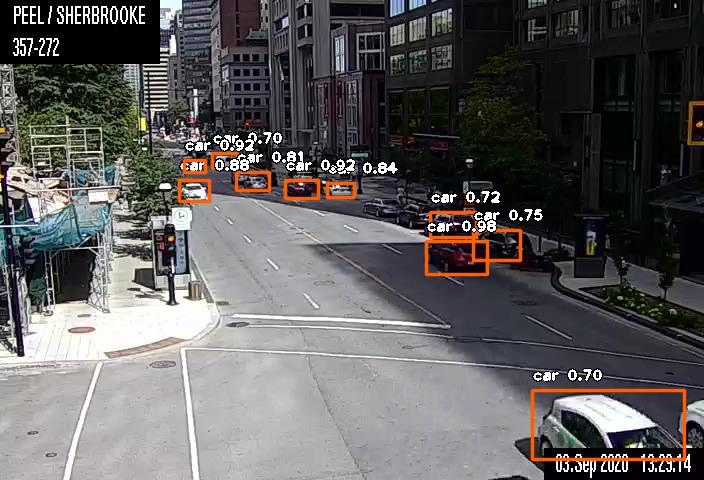 PEEL / SHERBROOKE
357-272
car 0.70
car 0.92
car 0.81
car 0.88
car 0.92
0.84
car 0.72
car 0.75
car 0.98
car 0.70
03.Sep 2020 13:29:14